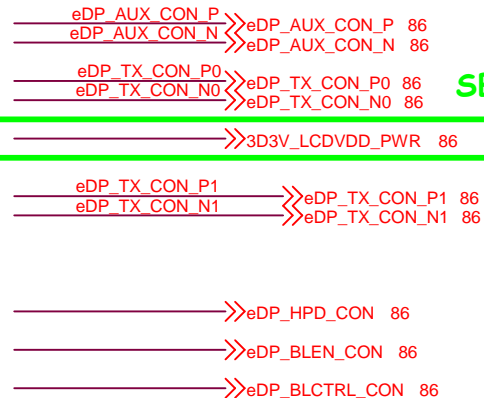 eDP_AUX_CON_P eDP_AUX_CON_P 86
eDP_AUX_CON_N eDP_AUX_CON_N 86
eDP_TX_CON_P0 eDP_TX_CON_P0 86
eDP_TX_CON_N0 eDP_TX_CON_N0 86
3D3V_LCDVDD_PWR 86
eDP_TX_CON_P1 eDP_TX_CON_P1 86
eDP_TX_CON_N1 eDP_TX_CON_N1 86
eDP_HPD_CON 86
eDP_BLEN_CON 86
eDP_BLCTRL_CON 86